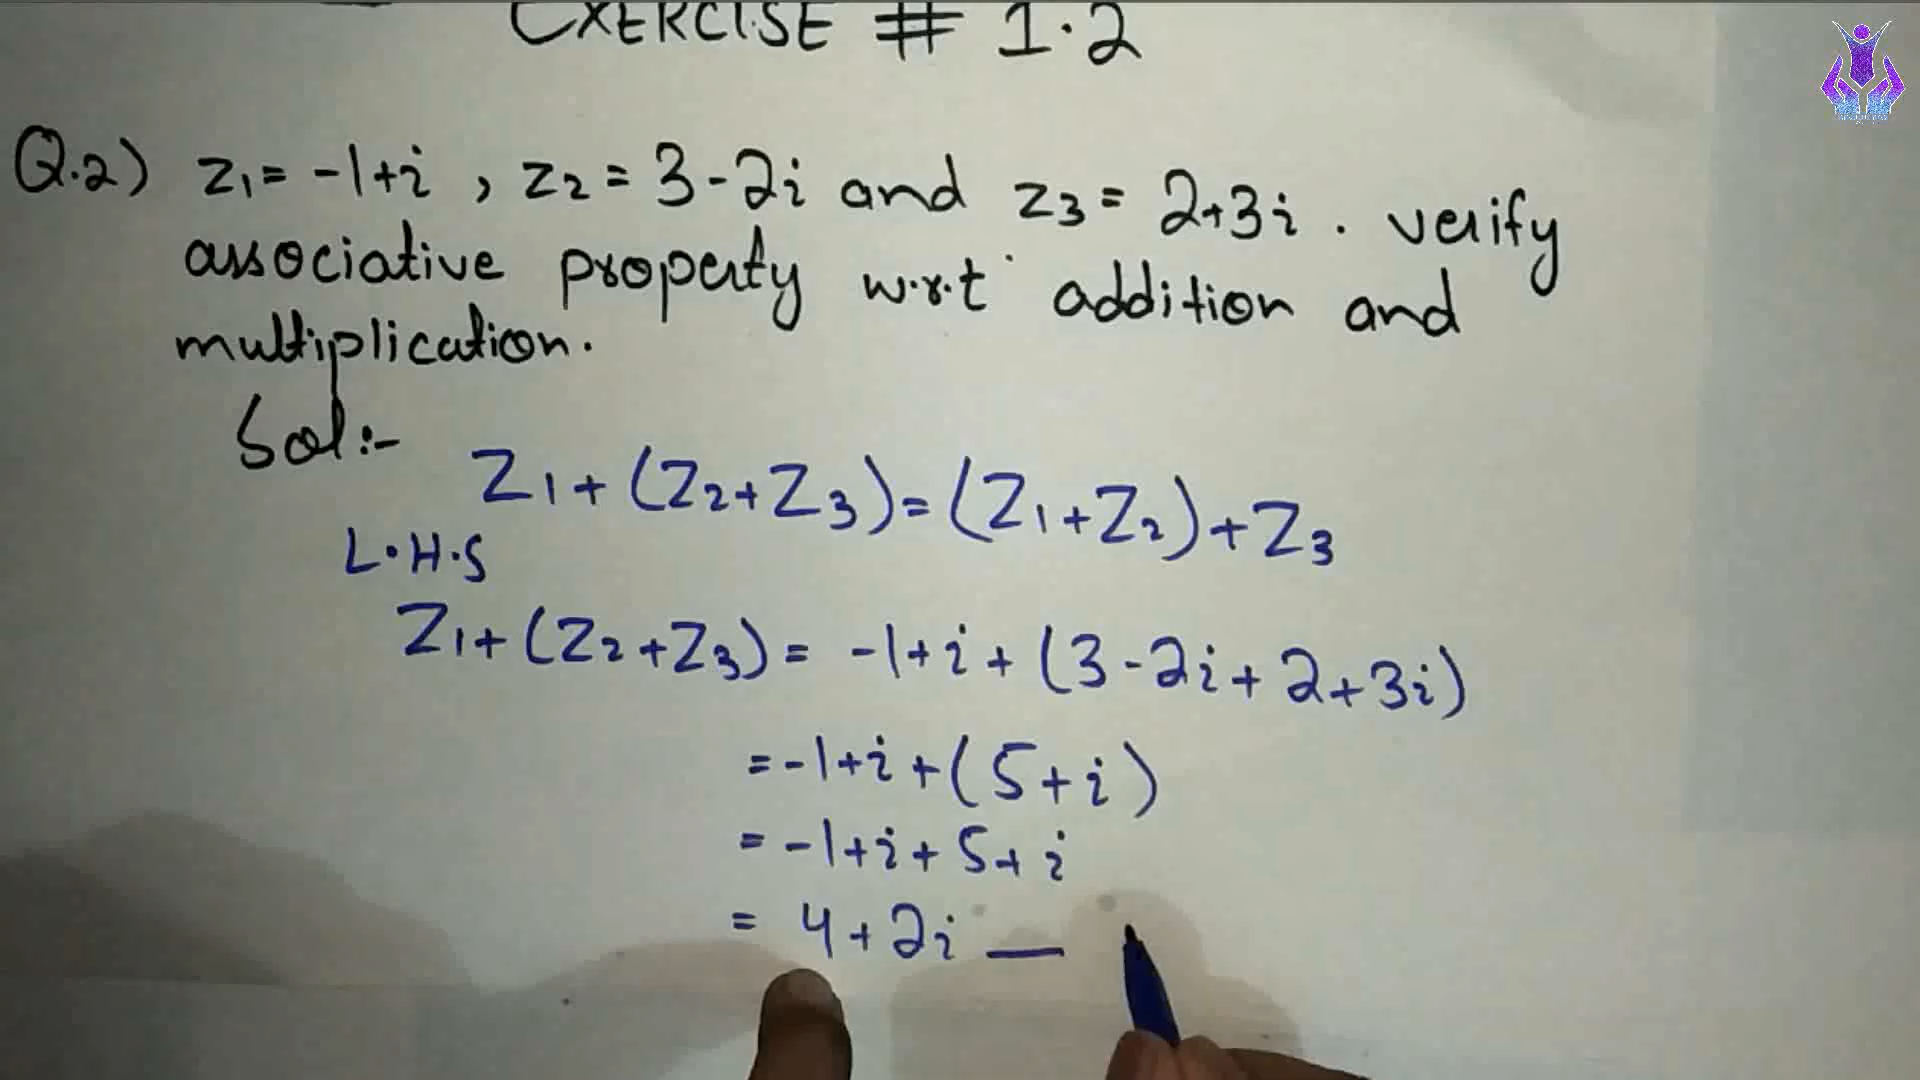 EXERCISE # 1.2
Q.2) z1 = -1+i , z2 = 3-2i and z3 = 2+3i . verify
associative property w.r.t addition and
multiplication.
Sol:-
Z1+(Z2+Z3)=(Z1+Z2)+Z3
L.H.S
Z1+(Z2+Z3)= -1+i+(3-2i+2+3i)
=-1+i+(5+i)
= -1+i+5+i
= 4+2i —